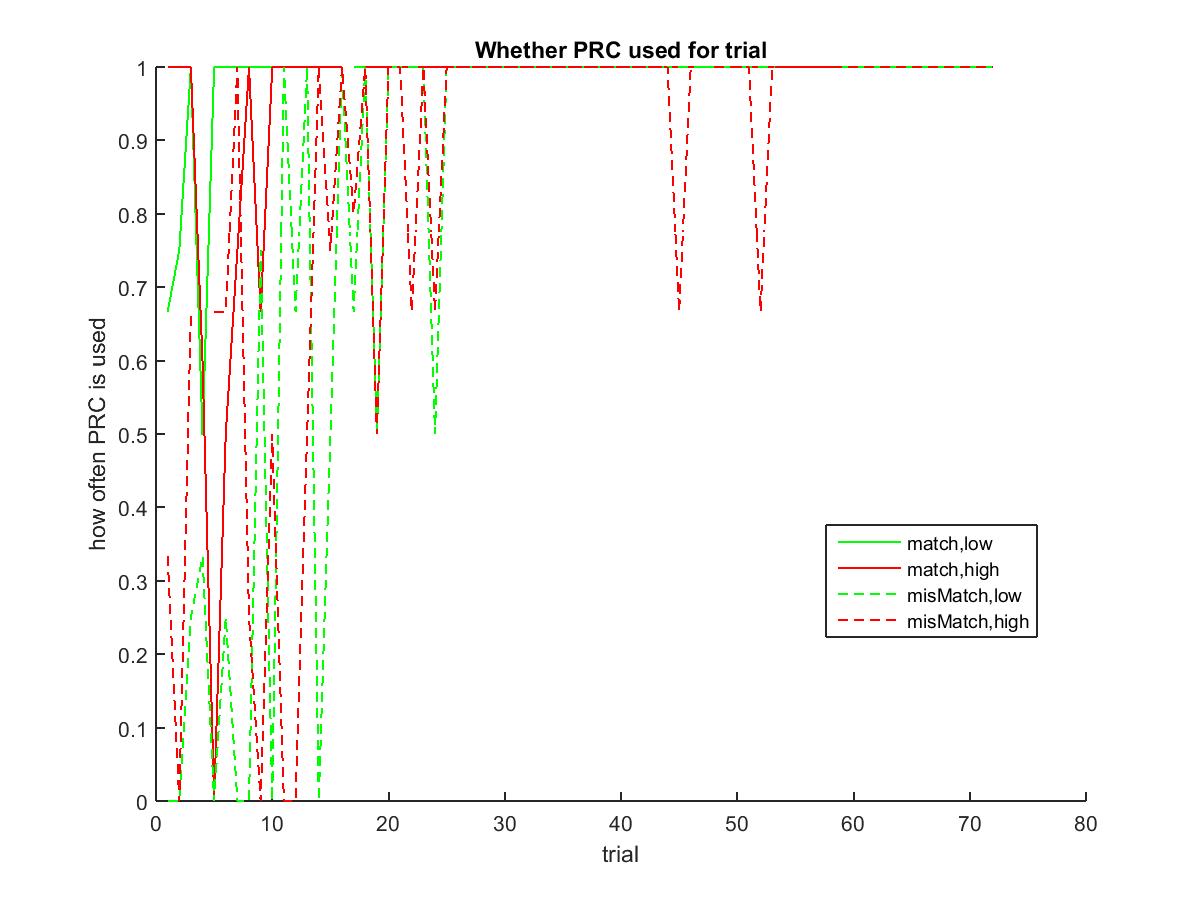 Whether PRC used for trial
how often PRC is used
1
0.9
0.8
0.7
0.6
0.5
0.4
0.3
0.2
0.1
0
match,low
match,high
misMatch,low
misMatch,high
0 10 20 30 40 50 60 70 80
trial